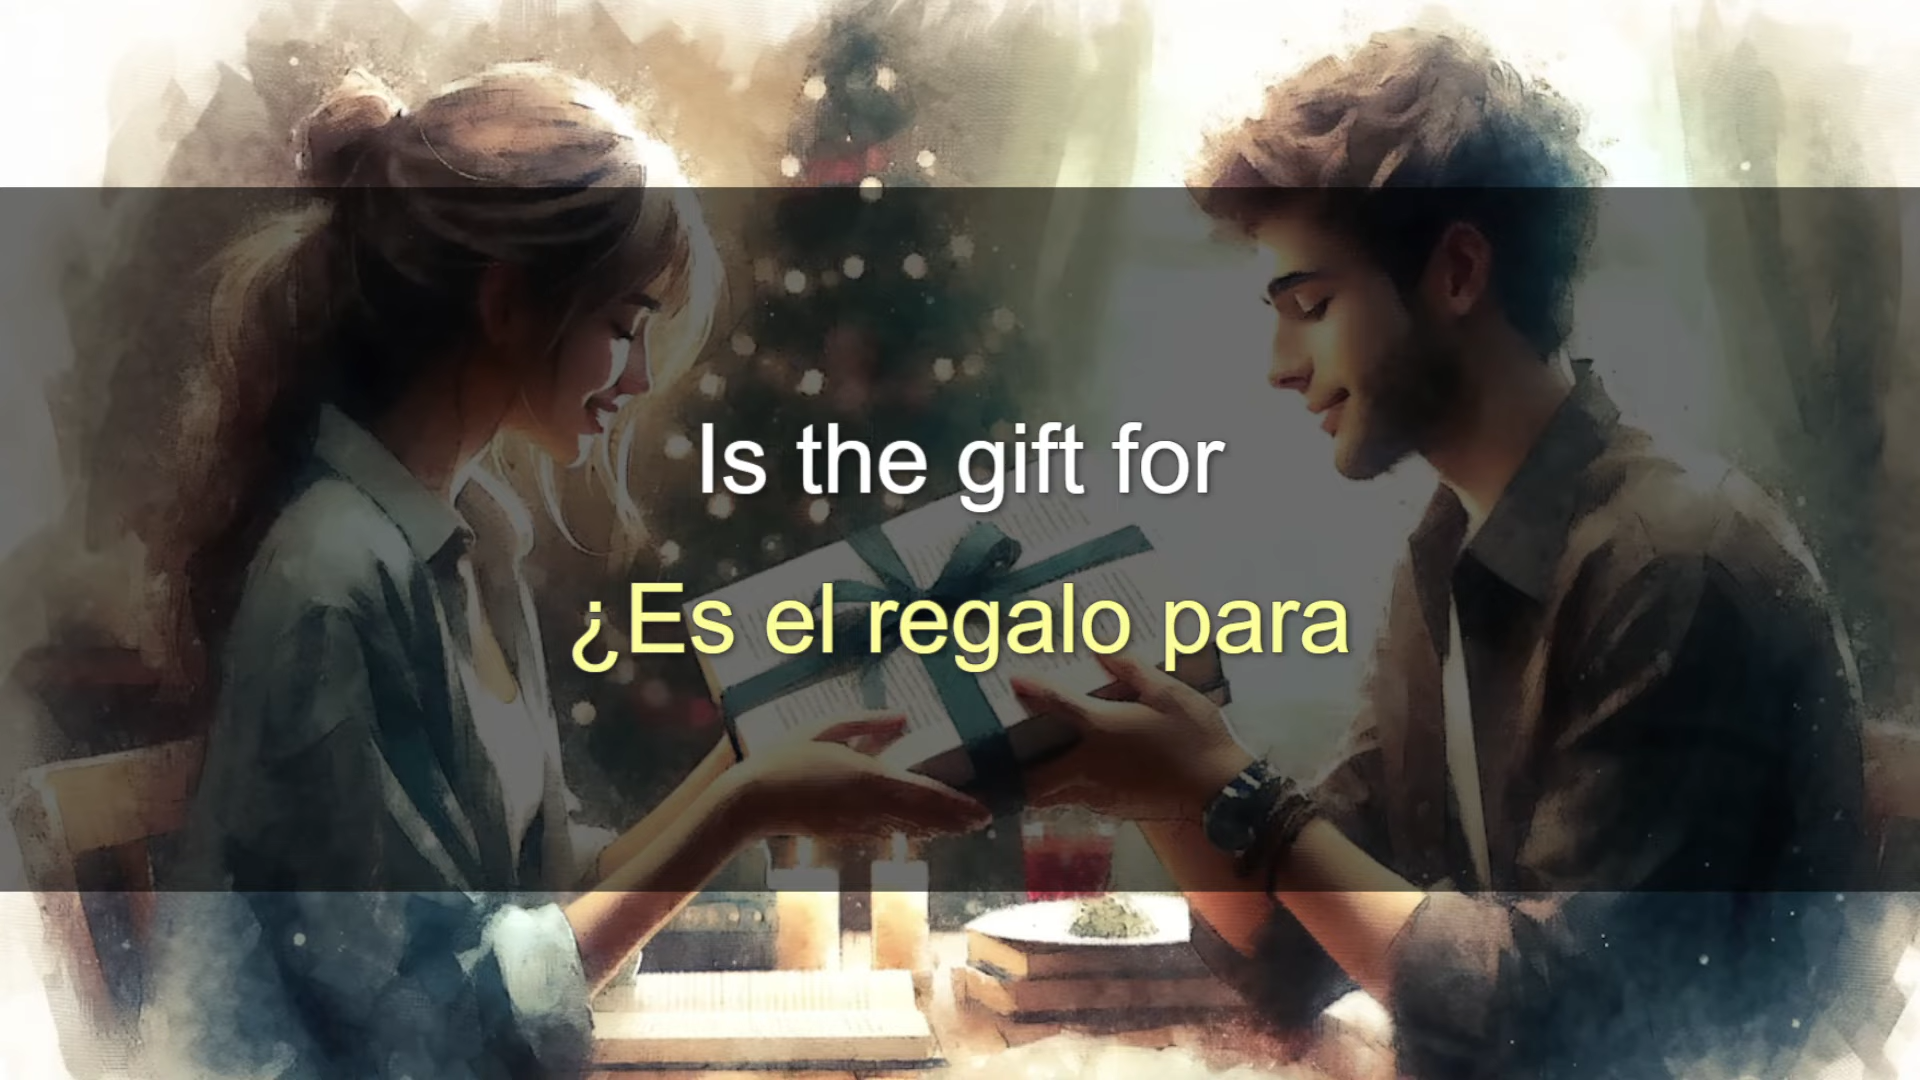 Is the gift for
¿Es el regalo para